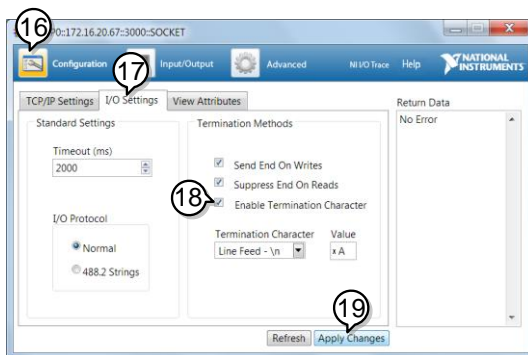 16
0::172.16.20.67::3000::SOCKET
Configuration
17
Input/Output
Advanced
NI I/O Trace
Help
NATIONAL INSTRUMENTS
TCP/IP Settings
I/O Settings
View Attributes
Return Data
Standard Settings
Termination Methods
No Error
Timeout (ms)
2000
Send End On Writes
Suppress End On Reads
18
Enable Termination Character
I/O Protocol
Termination Character
Value
Normal
Line Feed - \n
x A
488.2 Strings
19
Refresh
Apply Changes